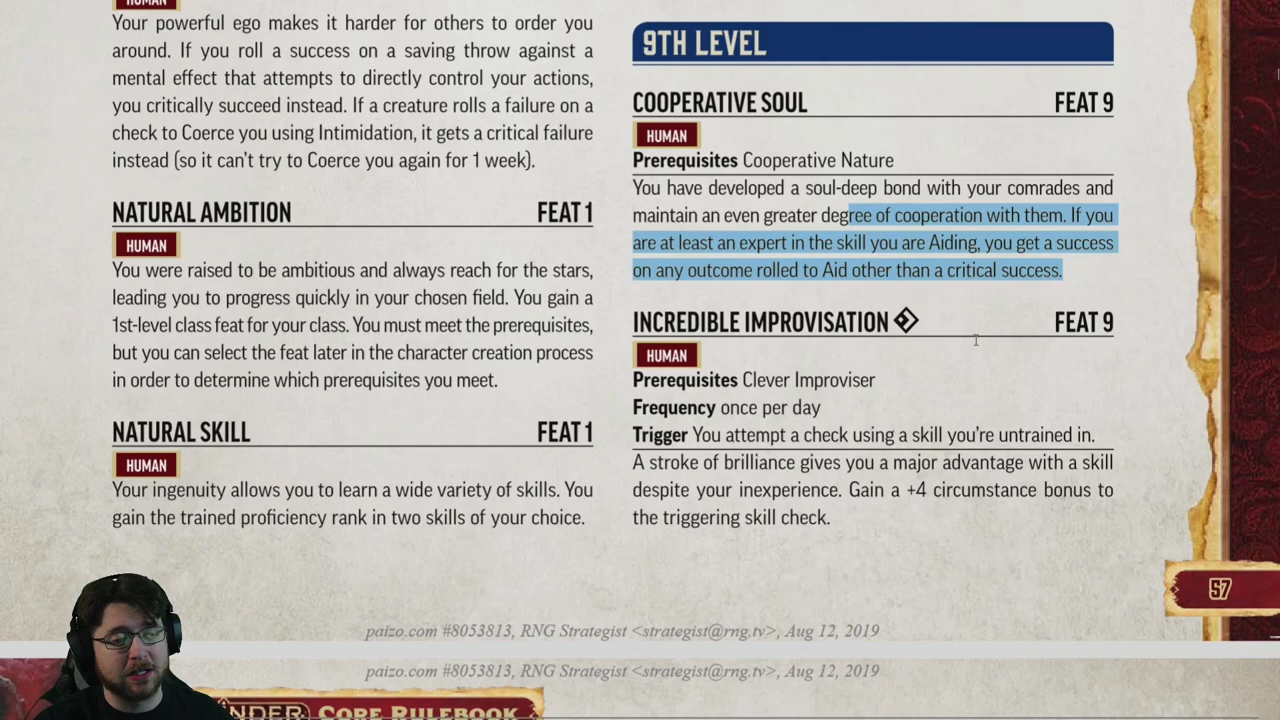 HUMAN
Your powerful ego makes it harder for others to order you
around. If you roll a success on a saving throw against a
mental effect that attempts to directly control your actions,
you critically succeed instead. If a creature rolls a failure on a
check to Coerce you using Intimidation, it gets a critical failure
instead (so it can't try to Coerce you again for 1 week).
NATURAL AMBITION FEAT 1
HUMAN
You were raised to be ambitious and always reach for the stars,
leading you to progress quickly in your chosen field. You gain a
1st-level class feat for your class. You must meet the prerequisites,
but you can select the feat later in the character creation process
in order to determine which prerequisites you meet.
NATURAL SKILL FEAT 1
HUMAN
Your ingenuity allows you to learn a wide variety of skills. You
gain the trained proficiency rank in two skills of your choice.
9TH LEVEL
COOPERATIVE SOUL FEAT 9
HUMAN
Prerequisites Cooperative Nature
You have developed a soul-deep bond with your comrades and
maintain an even greater degree of cooperation with them. If you
are at least an expert in the skill you are Aiding, you get a success
on any outcome rolled to Aid other than a critical success.
INCREDIBLE IMPROVISATION FEAT 9
HUMAN
Prerequisites Clever Improviser
Frequency once per day
Trigger You attempt a check using a skill you're untrained in.
A stroke of brilliance gives you a major advantage with a skill
despite your inexperience. Gain a +4 circumstance bonus to
the triggering skill check.
57
paizo.com #8053813, RNG Strategist <strategist@rng.tv>, Aug 12, 2019
paizo.com #8053813, RNG Strategist <strategist@rng.tv>, Aug 12, 2019
NDER CORE RULEBOOK